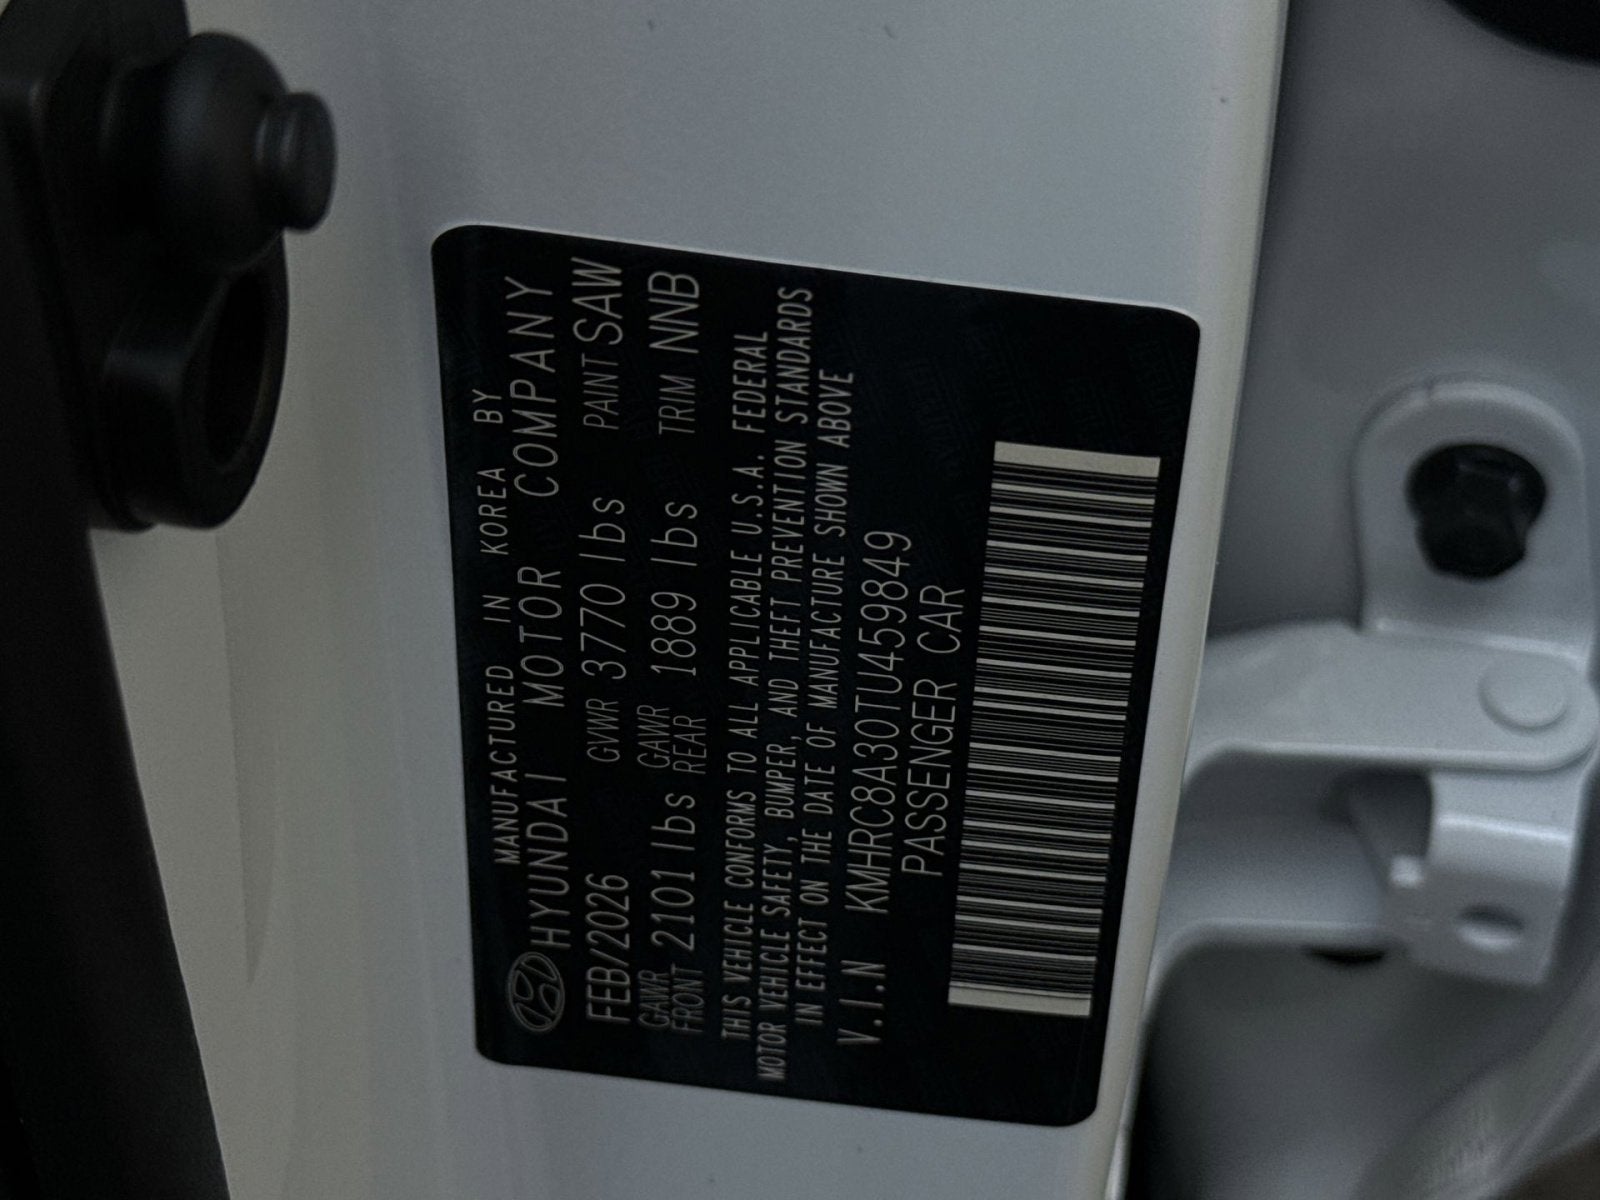 MANUFACTURED IN KOREA BY
HYUNDAI MOTOR COMPANY
FEB/2026 GVWR 3770 lbs PAINT SAW
GAWR FRONT 2101 lbs GAWR REAR 1889 lbs TRIM NNB
THIS VEHICLE CONFORMS TO ALL APPLICABLE U.S.A. FEDERAL
MOTOR VEHICLE SAFETY, BUMPER, AND THEFT PREVENTION STANDARDS
IN EFFECT ON THE DATE OF MANUFACTURE SHOWN ABOVE
V.I.N KMHRC8A30TU459849
PASSENGER CAR